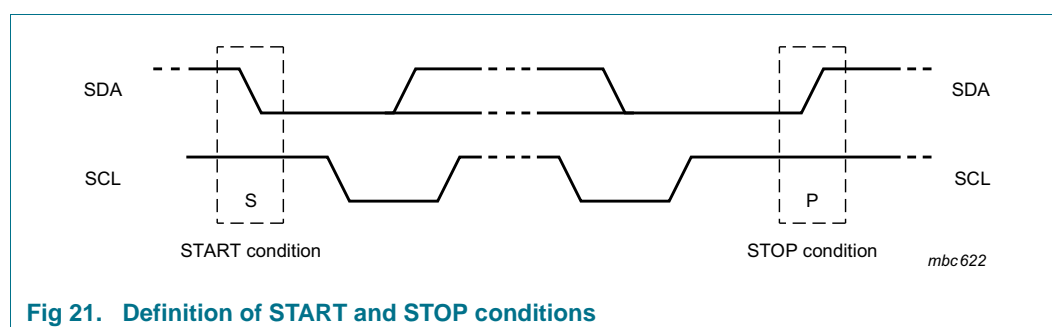 SDA SDA
SCL SCL
S P
START condition STOP condition
mbc622
Fig 21. Definition of START and STOP conditions